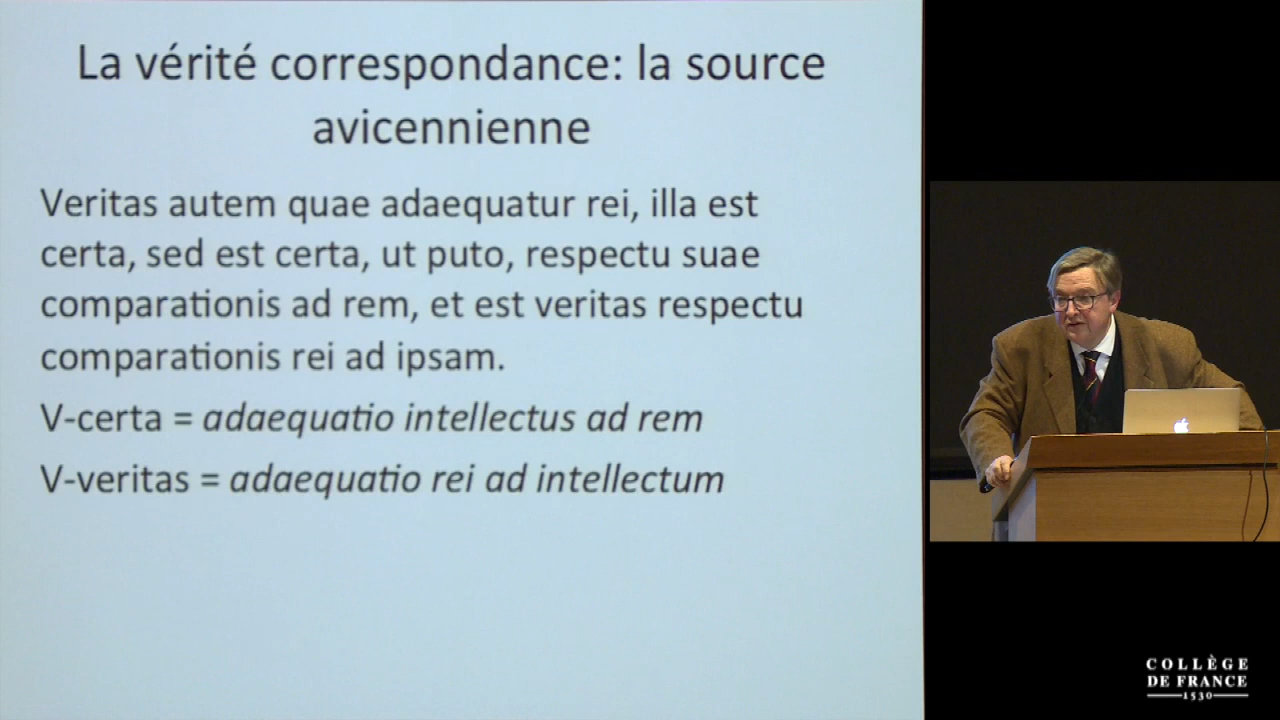 La vérité correspondance: la source
avicennienne
Veritas autem quae adaequatur rei, illa est
certa, sed est certa, ut puto, respectu suae
comparationis ad rem, et est veritas respectu
comparationis rei ad ipsam.
V-certa = adaequatio intellectus ad rem
V-veritas = adaequatio rei ad intellectum
COLLÈGE
DE FRANCE
1530